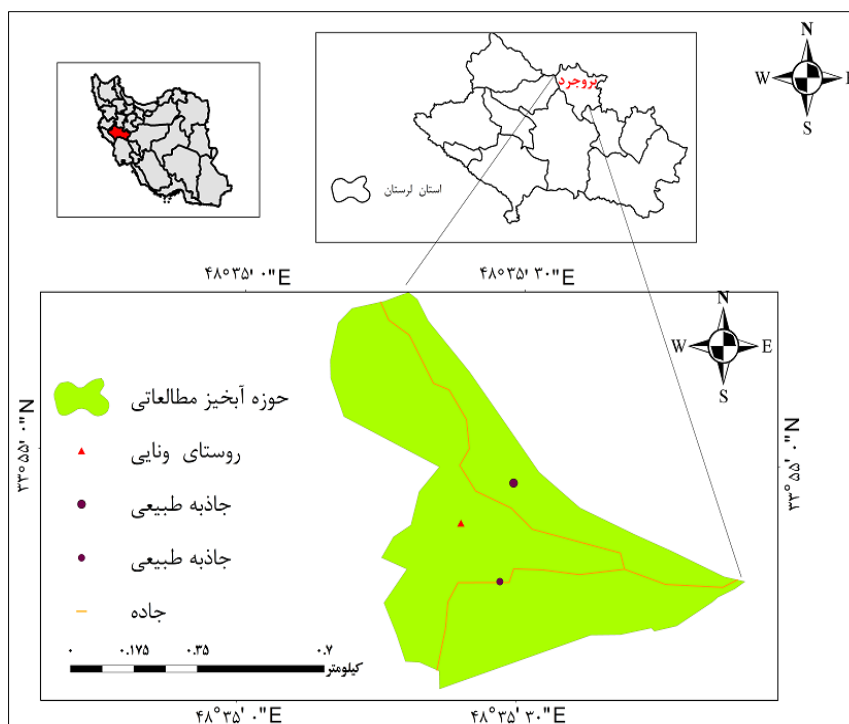 بروجرد
استان لرستان
N
W E
S
۴۸°۳۵' ۰"E
۴۸°۳۵' ۳۰"E
N
W E
S
۳۳°۵۵' ۰"N
۳۳°۵۵' ۰"N
حوزه آبخیز مطالعاتی
روستای ونایی
جاذبه طبیعی
جاذبه طبیعی
جاده
۰ ۰.۱۷۵ ۰.۳۵ ۰.۷
کیلومتر
۴۸°۳۵' ۰"E
۴۸°۳۵' ۳۰"E